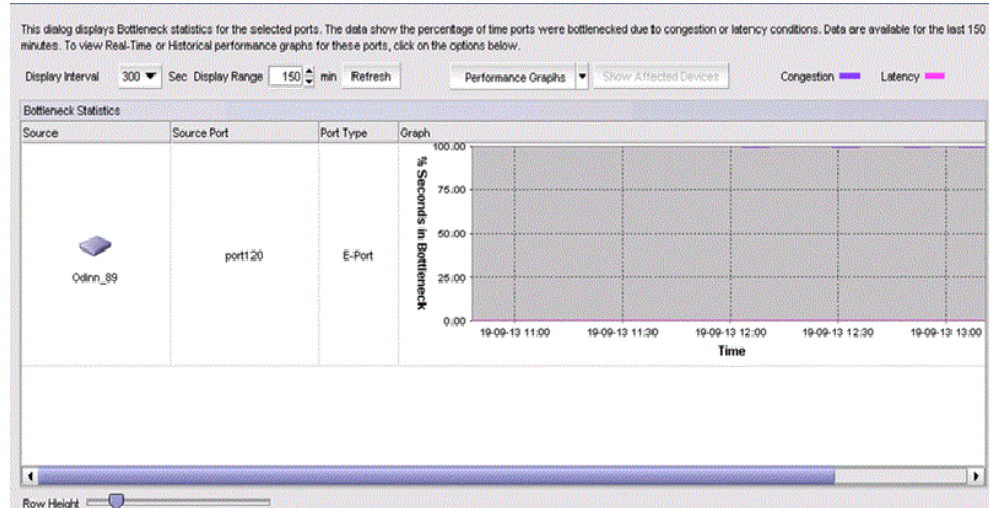 This dialog displays Bottleneck statistics for the selected ports. The data show the percentage of time ports were bottlenecked due to congestion or latency conditions. Data are available for the last 150
minutes. To view Real-Time or Historical performance graphs for these ports, click on the options below.
Display Interval 300 Sec Display Range 150 min Refresh Performance Graphs Show Affected Devices Congestion Latency
Bottleneck Statistics
Source Source Port Port Type Graph
Odinn_89
port120
E-Port
% Seconds in Bottleneck
100.00
75.00
50.00
25.00
0.00
19-09-13 11:00 19-09-13 11:30 19-09-13 12:00 19-09-13 12:30 19-09-13 13:00
Time
Row Height